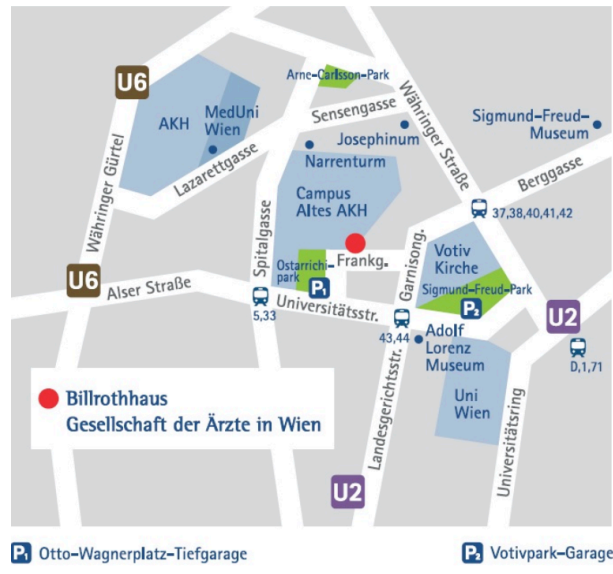 Arne-Carlsson-Park
U6
AKH
MedUni
Wien
Sensengasse
Josephinum
Sigmund-Freud-
Museum
Währinger Straße
Narrenturm
Lazarettgasse
Berggasse
Währinger Gürtel
Campus
Altes AKH
37,38,40,41,42
Spitalgasse
Garnisong.
Votiv
Kirche
Ostarrichi-
park
Frankg.
U6
Alser Straße
P1
Sigmund-Freud-Park
P2
5,33
Universitätsstr.
U2
43,44
Adolf
Lorenz
Museum
D,1,71
Landesgerichtsstr.
Uni
Wien
Universitätsring
Billrothhaus
Gesellschaft der Ärzte in Wien
U2
P1 Otto-Wagnerplatz-Tiefgarage
P2 Votivpark-Garage